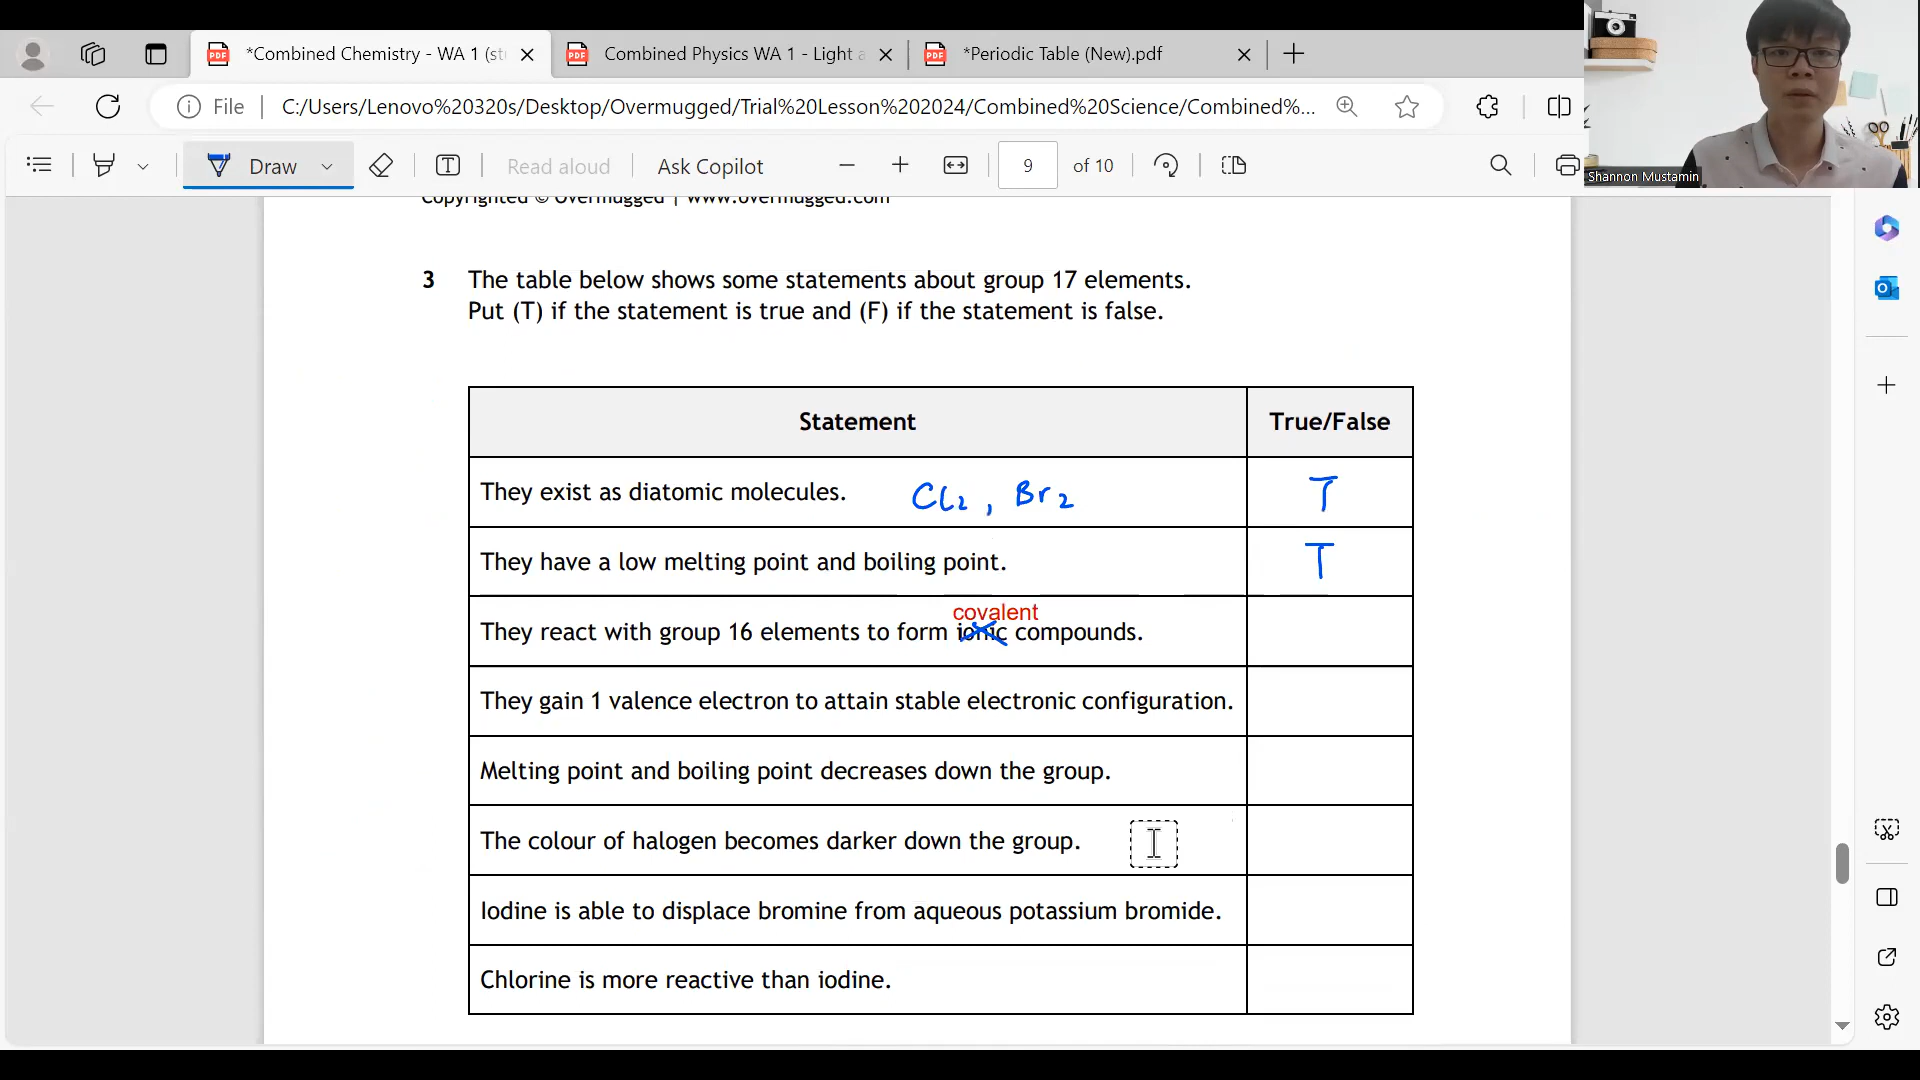 *Combined Chemistry - WA 1 (st
Combined Physics WA 1 - Light a
*Periodic Table (New).pdf
File
C:/Users/Lenovo%20320s/Desktop/Overmugged/Trial%20Lesson%202024/Combined%20Science/Combined%...
Draw
Read aloud
Ask Copilot
9
of 10
Shannon Mustamin
Copyrighted © Overmugged | www.overmugged.com
3 The table below shows some statements about group 17 elements.
Put (T) if the statement is true and (F) if the statement is false.
Statement True/False
They exist as diatomic molecules. Cl₂ , Br₂ T
They have a low melting point and boiling point. T
covalent
They react with group 16 elements to form ionic compounds.
They gain 1 valence electron to attain stable electronic configuration.
Melting point and boiling point decreases down the group.
The colour of halogen becomes darker down the group.
Iodine is able to displace bromine from aqueous potassium bromide.
Chlorine is more reactive than iodine.